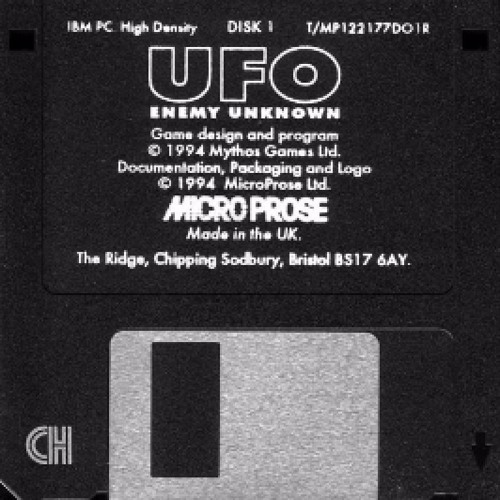 IBM PC High Density DISK 1 T/MP122177DO1R
UFO
ENEMY UNKNOWN
Game design and program
© 1994 Mythos Games Ltd.
Documentation, Packaging and Logo
© 1994 MicroProse Ltd.
MICROPROSE
Made in the UK.
The Ridge, Chipping Sodbury, Bristol BS17 6AY.
CH